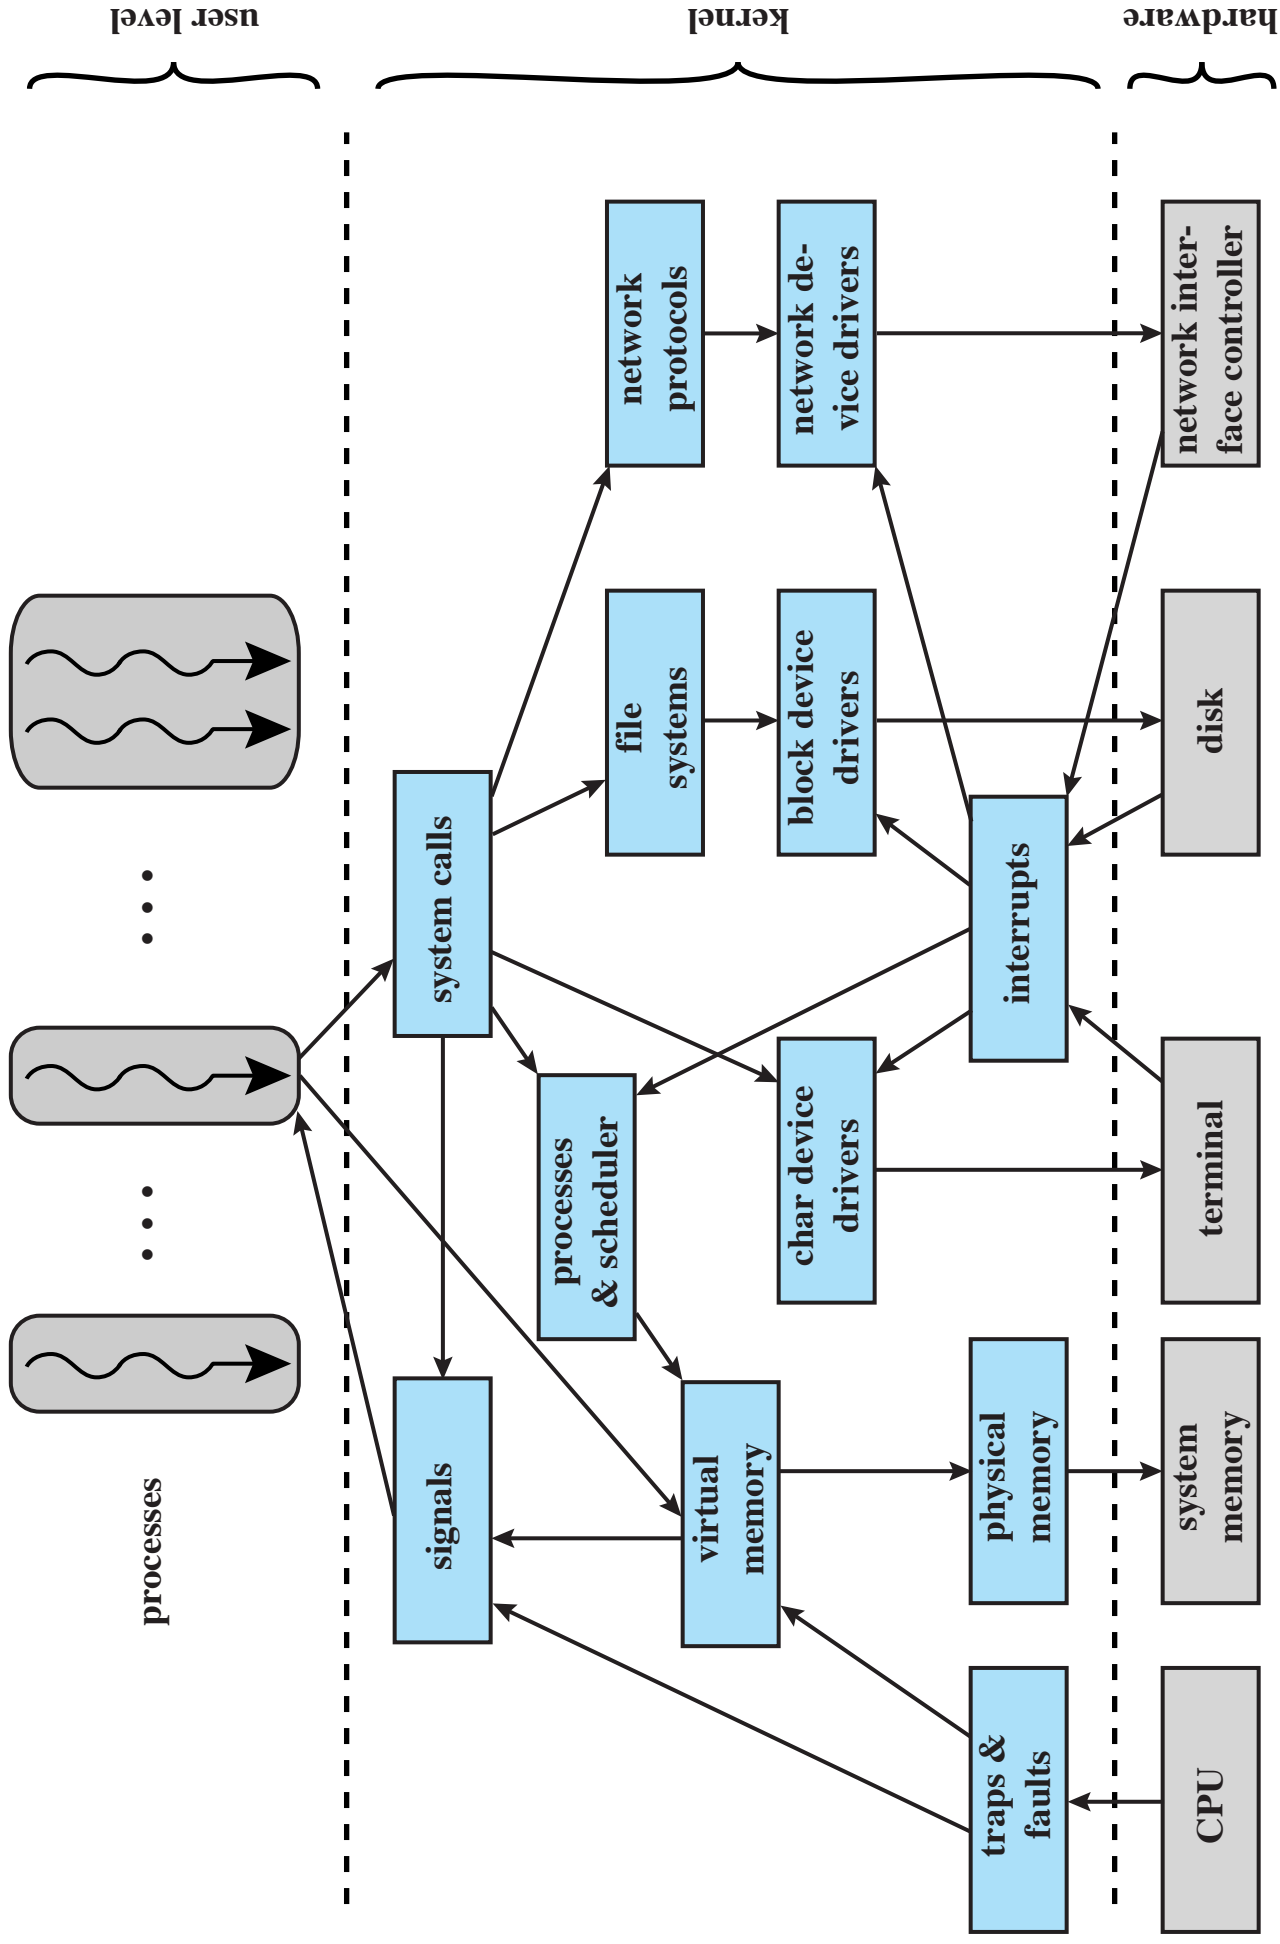 user level
kernel
hardware
processes
signals
system calls
processes
& scheduler
virtual
memory
char device
drivers
file
systems
block device
drivers
network
protocols
network de-
vice drivers
traps &
faults
physical
memory
interrupts
CPU
system
memory
terminal
disk
network inter-
face controller